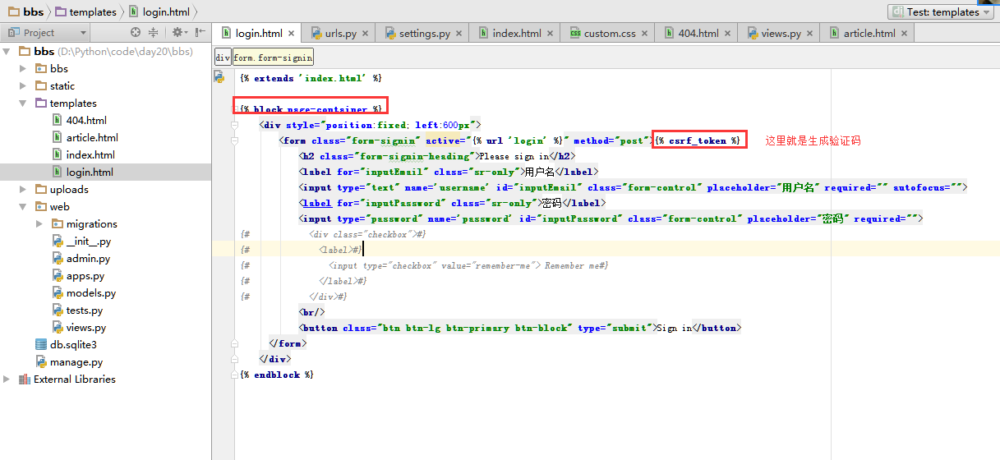 bbs templates login.html
Test: templates
Project
login.html urls.py settings.py index.html custom.css 404.html views.py article.html
bbs (D:\Python\code\day20\bbs)
bbs
static
templates
404.html
article.html
index.html
login.html
uploads
web
migrations
__init__.py
admin.py
apps.py
models.py
tests.py
views.py
db.sqlite3
manage.py
External Libraries
div form.form-signin
{% extends 'index.html' %}
{% block page-container %}
<div style="position:fixed; left:600px">
<form class="form-signin" active="{% url 'login' %}" method="post">{% csrf_token %}
这里就是生成验证码
<h2 class="form-signin-heading">Please sign in</h2>
<label for="inputEmail" class="sr-only">用户名</label>
<input type="text" name='username' id="inputEmail" class="form-control" placeholder="用户名" required="" autofocus="">
<label for="inputPassword" class="sr-only">密码</label>
<input type="password" name='password' id="inputPassword" class="form-control" placeholder="密码" required="">
{# <div class="checkbox">#}
{# <label>#}
{# <input type="checkbox" value="remember-me"> Remember me#}
{# </label>#}
{# </div>#}
<br/>
<button class="btn btn-lg btn-primary btn-block" type="submit">Sign in</button>
</form>
</div>
{% endblock %}